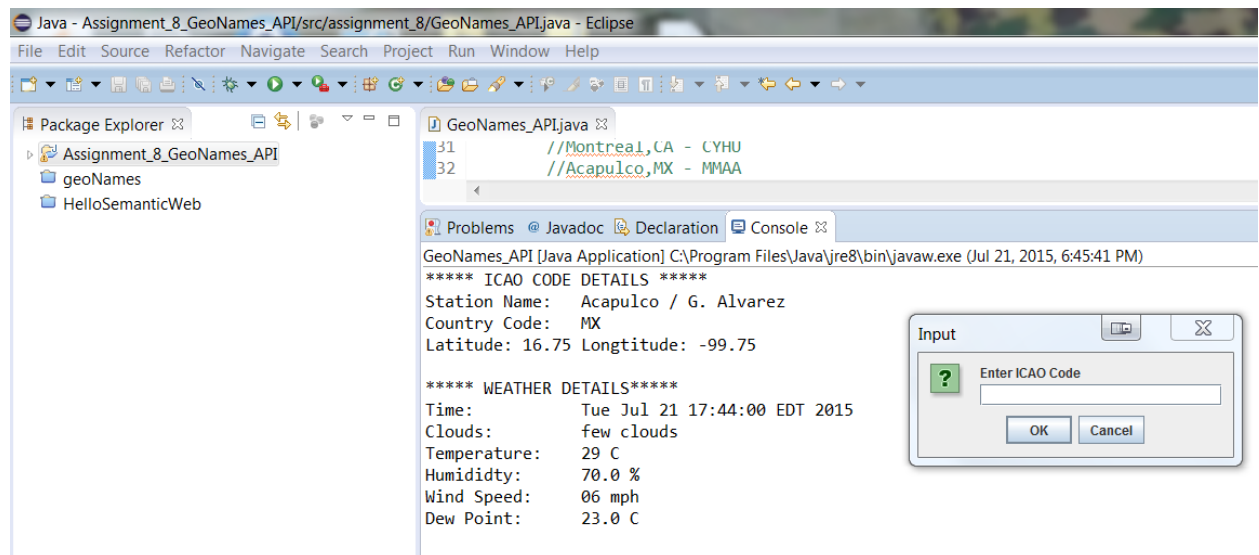 Java - Assignment_8_GeoNames_API/src/assignment_8/GeoNames_API.java - Eclipse
File Edit Source Refactor Navigate Search Project Run Window Help
Package Explorer
Assignment_8_GeoNames_API
geoNames
HelloSemanticWeb
GeoNames_API.java
31 //Montreal,CA - CYHU
32 //Acapulco,MX - MMAA
Problems @ Javadoc Declaration Console
GeoNames_API [Java Application] C:\Program Files\Java\jre8\bin\javaw.exe (Jul 21, 2015, 6:45:41 PM)
***** ICAO CODE DETAILS *****
Station Name: Acapulco / G. Alvarez
Country Code: MX
Latitude: 16.75 Longtitude: -99.75
***** WEATHER DETAILS*****
Time: Tue Jul 21 17:44:00 EDT 2015
Clouds: few clouds
Temperature: 29 C
Humididty: 70.0 %
Wind Speed: 06 mph
Dew Point: 23.0 C
Input
Enter ICAO Code
OK Cancel